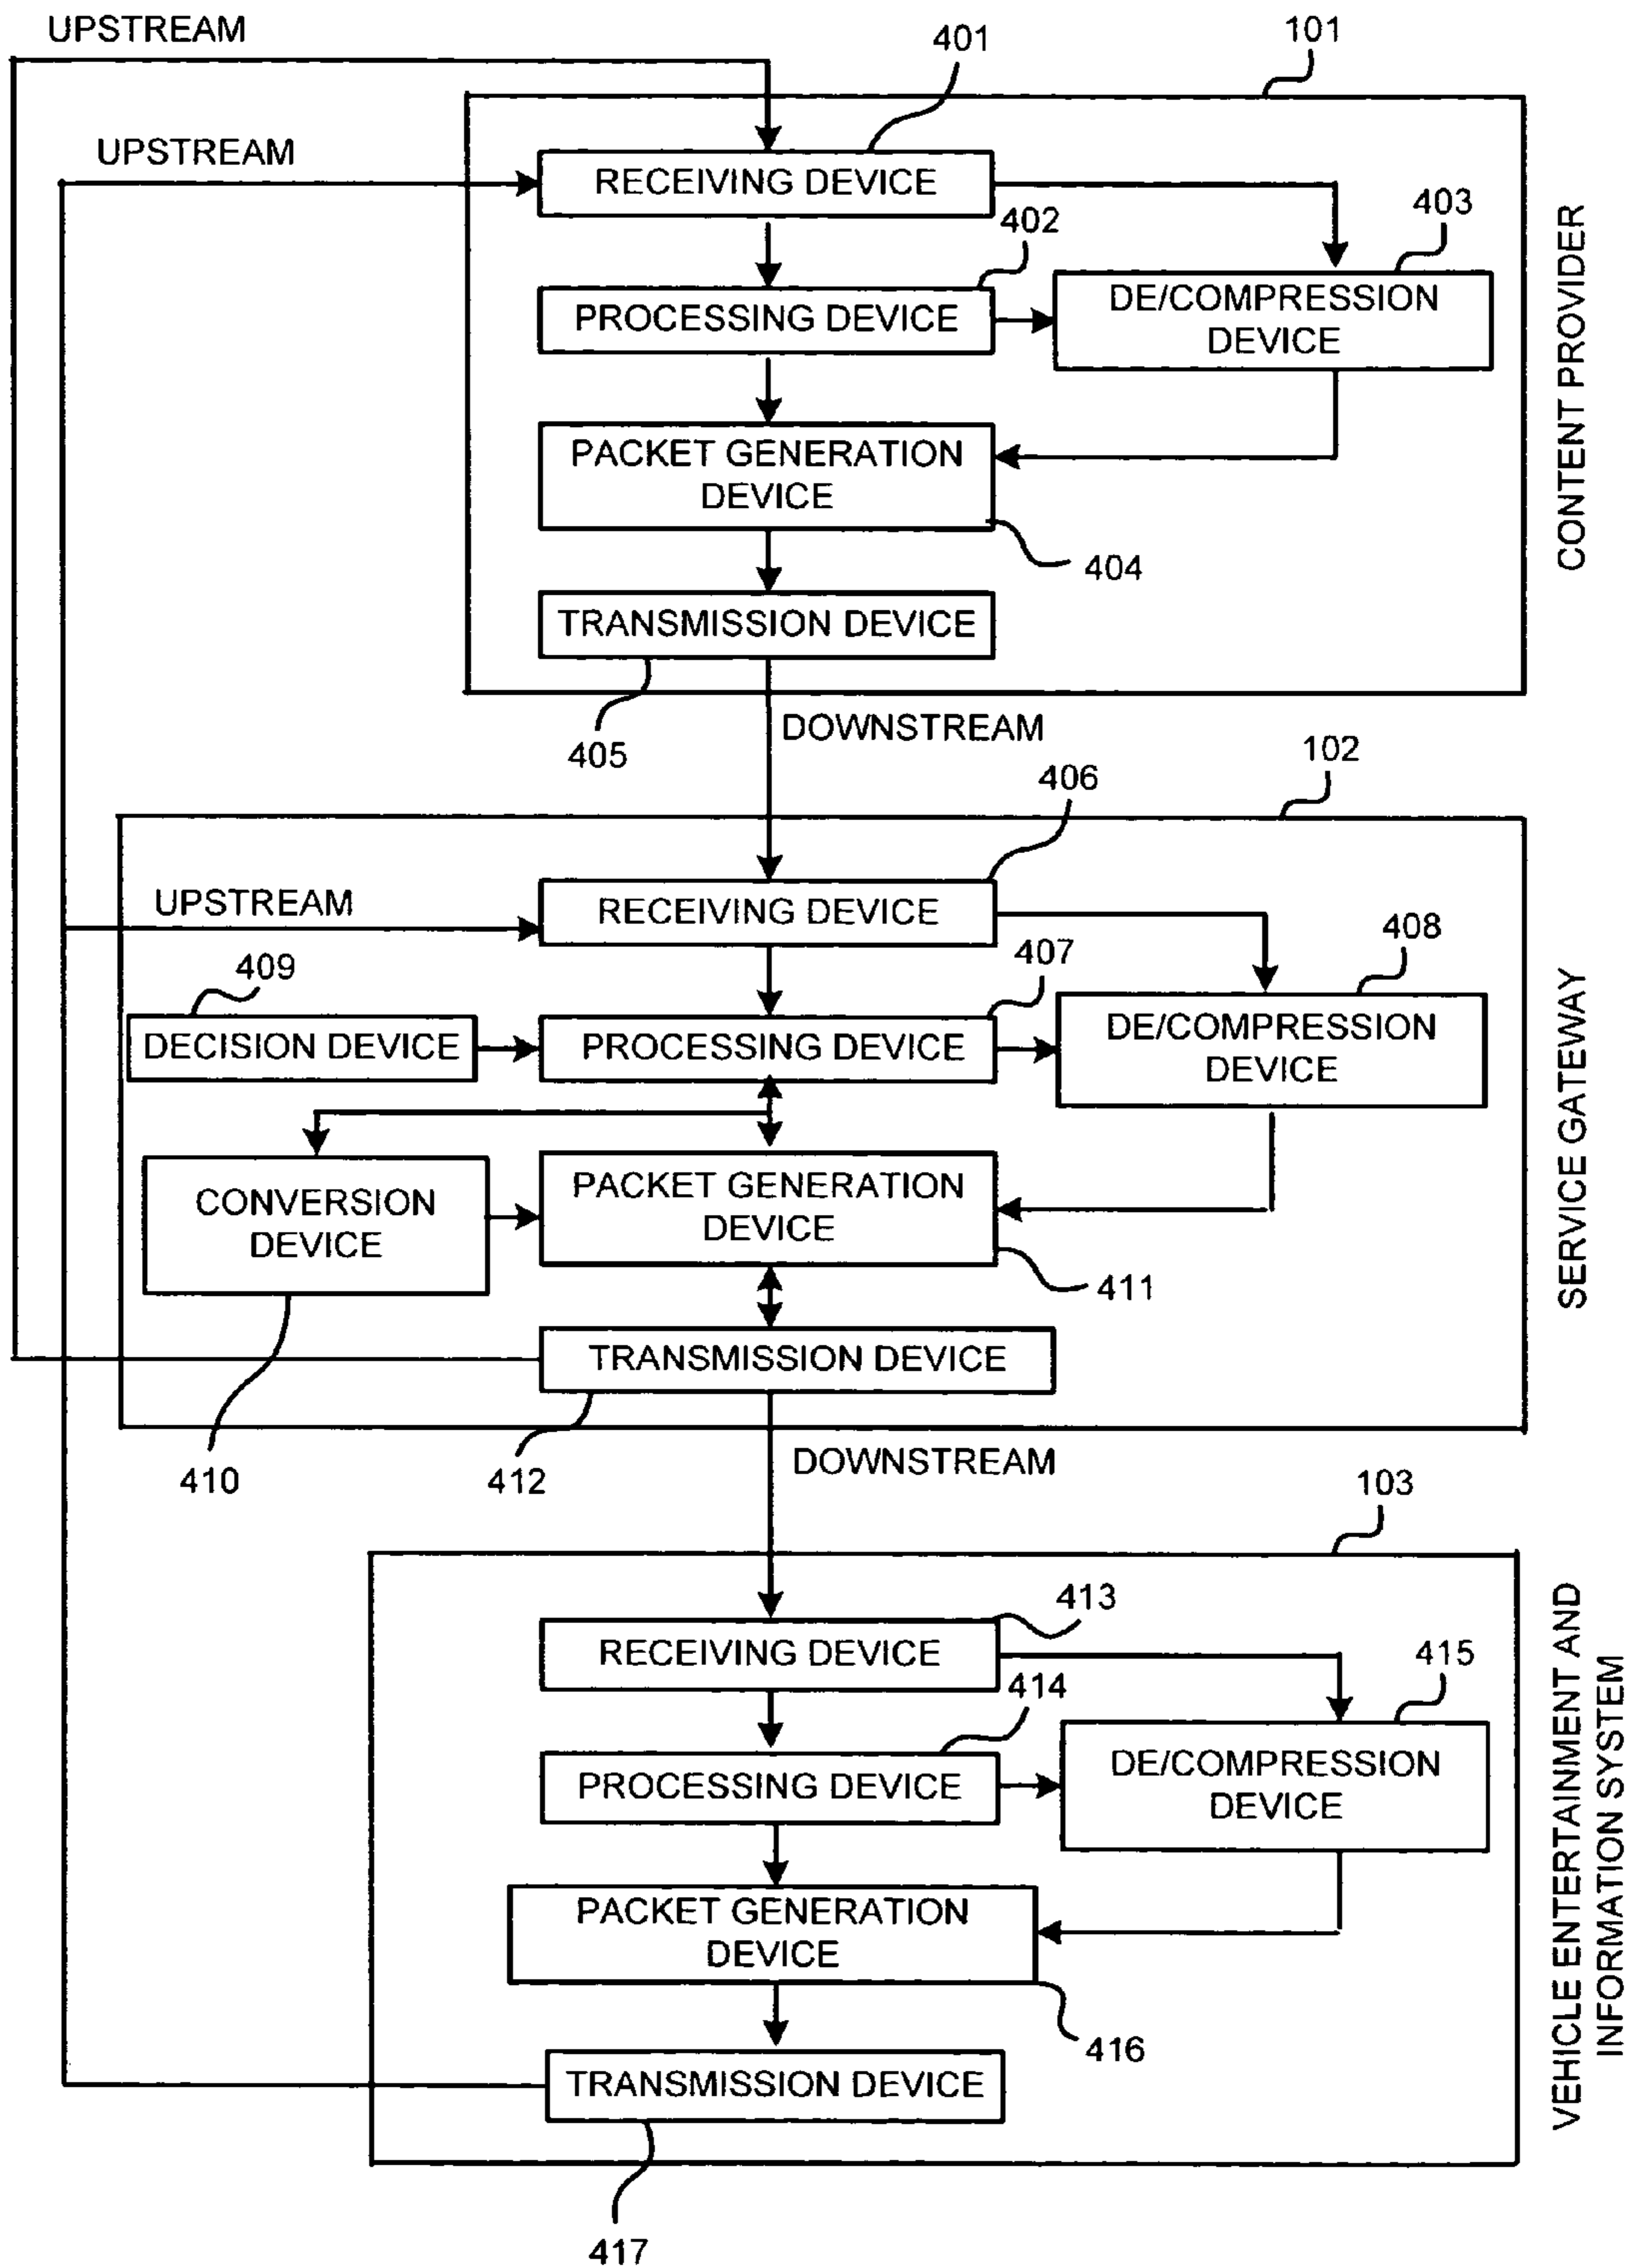 UPSTREAM
401
101
UPSTREAM
RECEIVING DEVICE
402
403
PROCESSING DEVICE
DE/COMPRESSION
DEVICE
PACKET GENERATION
DEVICE
404
TRANSMISSION DEVICE
405
CONTENT PROVIDER
DOWNSTREAM
102
406
UPSTREAM
RECEIVING DEVICE
407
408
409
DECISION DEVICE
PROCESSING DEVICE
DE/COMPRESSION
DEVICE
CONVERSION
DEVICE
PACKET GENERATION
DEVICE
411
TRANSMISSION DEVICE
410
412
SERVICE GATEWAY
DOWNSTREAM
103
413
RECEIVING DEVICE
414
415
PROCESSING DEVICE
DE/COMPRESSION
DEVICE
PACKET GENERATION
DEVICE
416
TRANSMISSION DEVICE
417
VEHICLE ENTERTAINMENT AND
INFORMATION SYSTEM